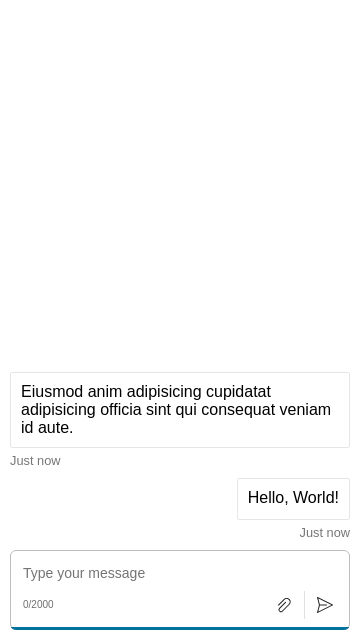 Eiusmod anim adipisicing cupidatat
adipisicing officia sint qui consequat veniam
id aute.
Just now
Hello, World!
Just now
Type your message
0/2000